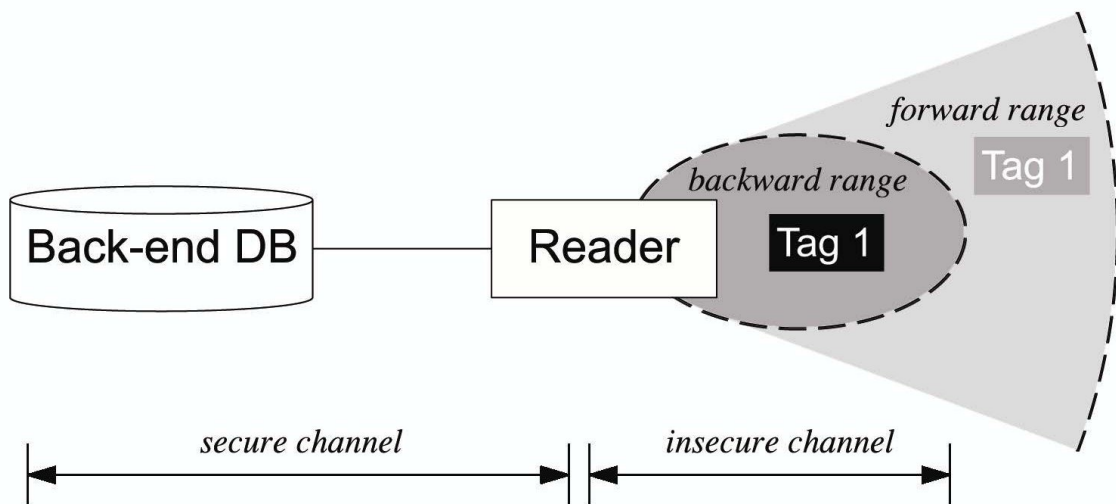 forward range
Tag 1
backward range
Back-end DB
Reader
Tag 1
secure channel
insecure channel